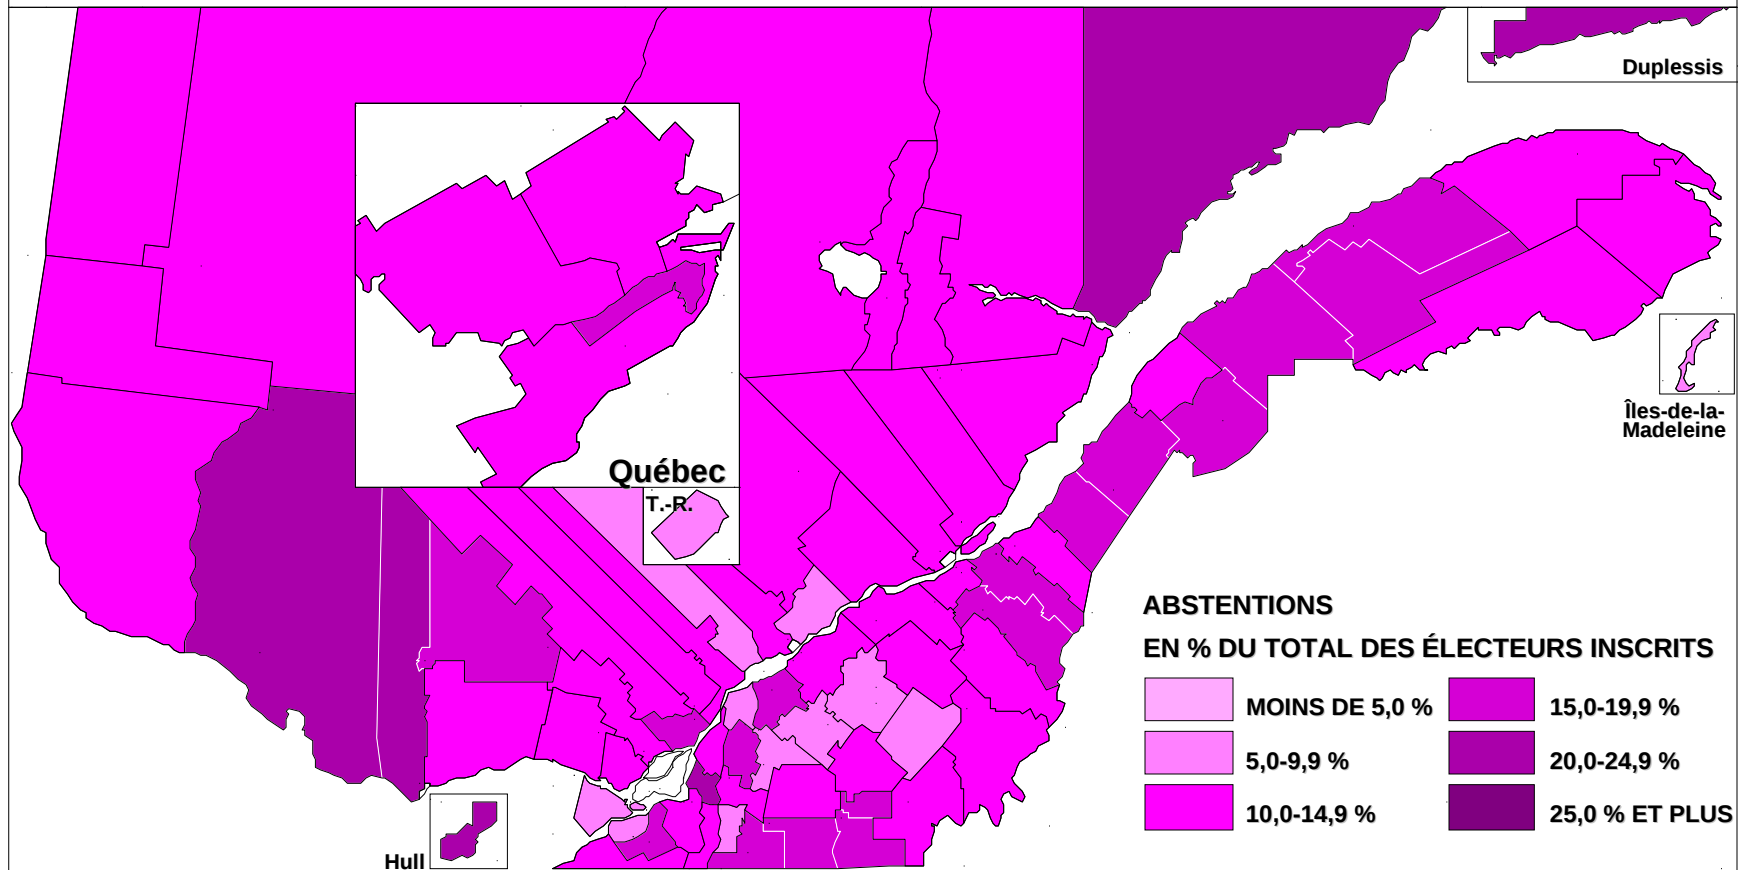 Duplessis
Îles-de-la-
Madeleine
Québec
T.-R.
Hull
ABSTENTIONS
EN % DU TOTAL DES ÉLECTEURS INSCRITS
MOINS DE 5,0 %
5,0-9,9 %
10,0-14,9 %
15,0-19,9 %
20,0-24,9 %
25,0 % ET PLUS